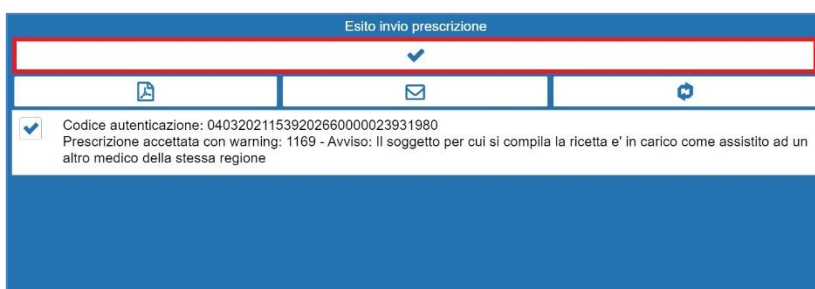 Esito invio prescrizione
Codice autenticazione: 040320211539202660000023931980
Prescrizione accettata con warning: 1169 - Avviso: Il soggetto per cui si compila la ricetta e' in carico come assistito ad un
altro medico della stessa regione